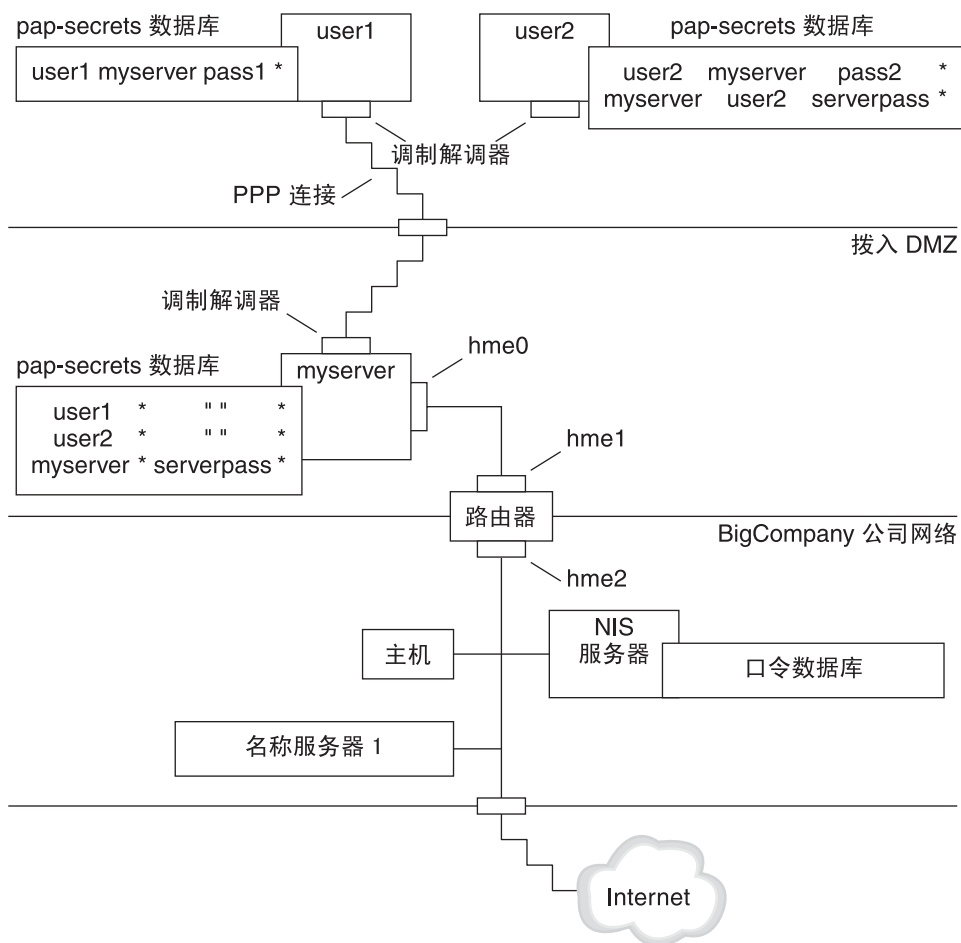 pap-secrets 数据库
user1
user1 myserver pass1 *
user2
pap-secrets 数据库
user2 myserver pass2 *
myserver user2 serverpass *
调制解调器
PPP 连接
拨入 DMZ
调制解调器
hme0
pap-secrets 数据库
myserver
user1 * " " *
user2 * " " *
myserver * serverpass *
hme1
路由器
BigCompany 公司网络
hme2
主机
NIS
服务器
口令数据库
名称服务器 1
Internet